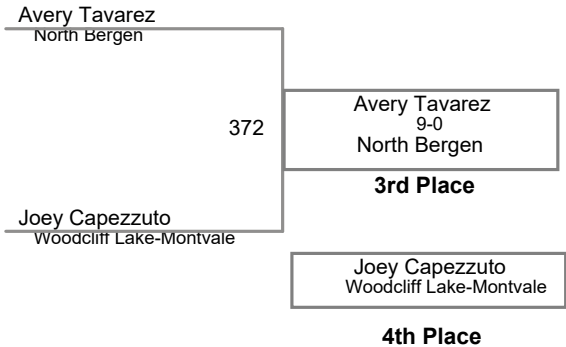 Avery Tavarez
North Bergen
372
Avery Tavarez
9-0
North Bergen
3rd Place
Joey Capezzuto
Woodcliff Lake-Montvale
Joey Capezzuto
Woodcliff Lake-Montvale
4th Place